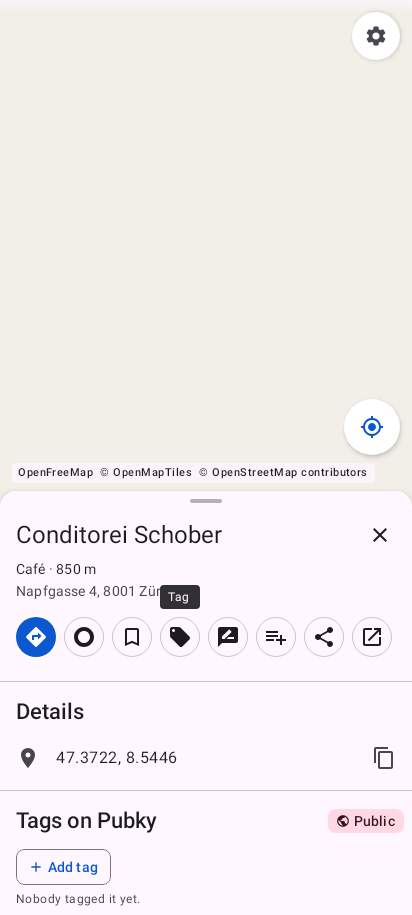 OpenFreeMap © OpenMapTiles © OpenStreetMap contributors
Conditorei Schober
Café · 850 m
Napfgasse 4, 8001
Tag
Details
47.3722, 8.5446
Tags on Pubky
Public
+ Add tag
Nobody tagged it yet.